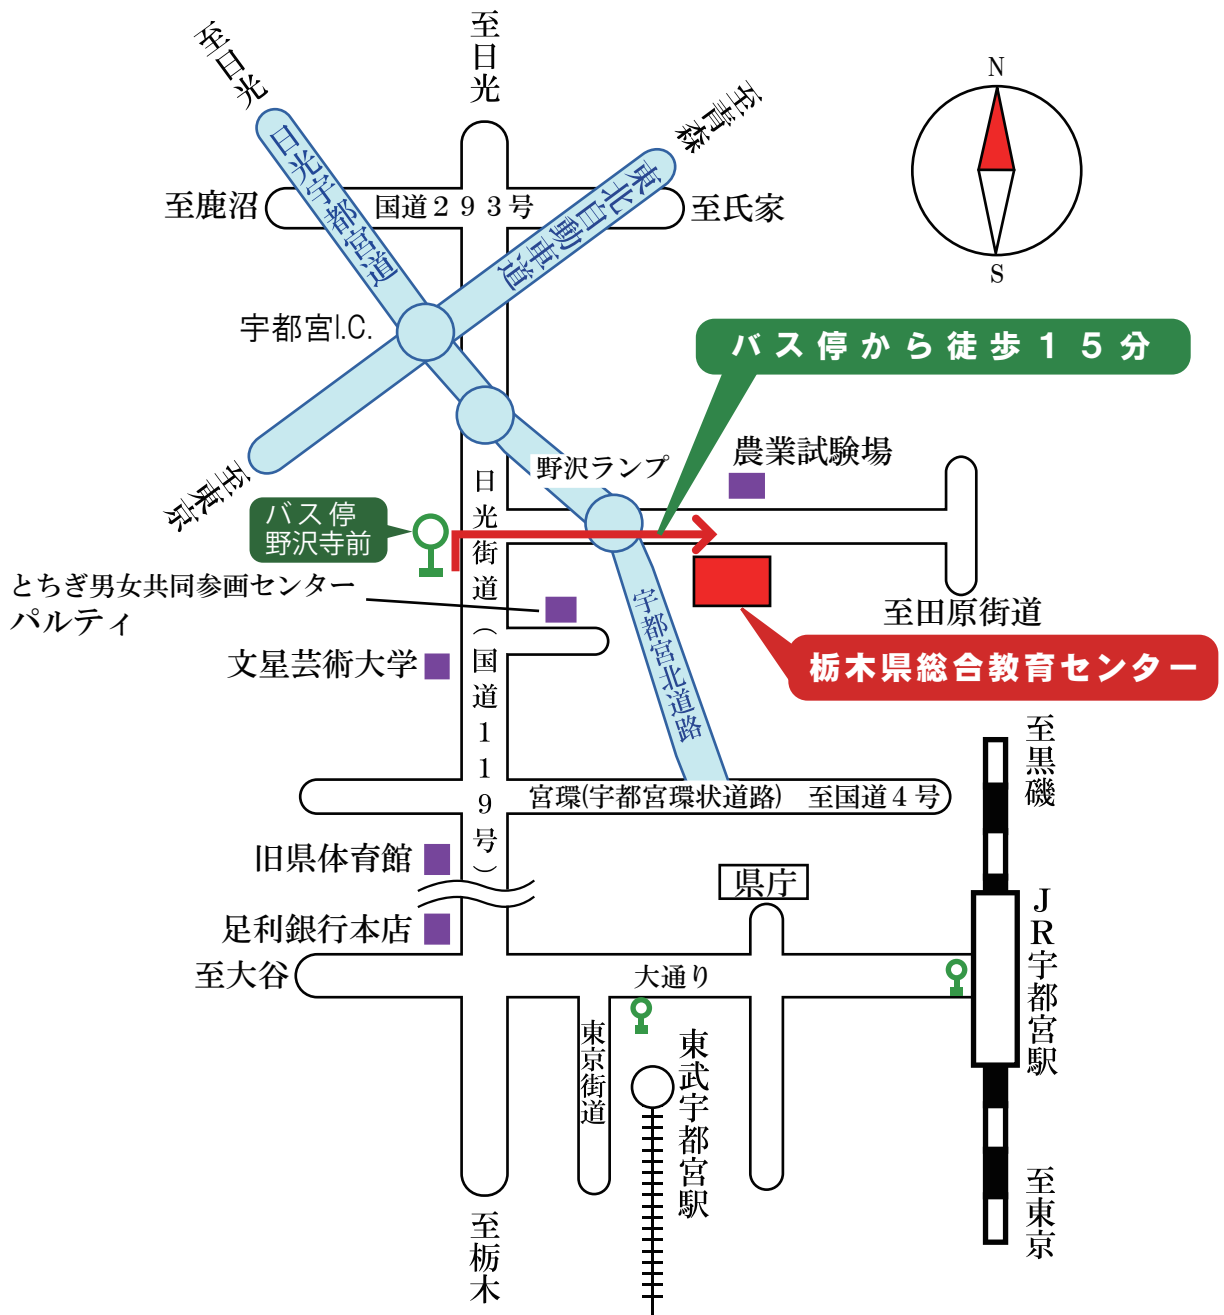 至日光
至日光
至青森
N
S
日光宇都宮道
東北自動車道
至鹿沼
国道２９３号
至氏家
宇都宮I.C.
バス停から徒歩１５分
農業試験場
野沢ランプ
至東京
バス停
野沢寺前
日光街道（国道１１９号）
とちぎ男女共同参画センター
パルティ
至田原街道
宇都宮北道路
文星芸術大学
栃木県総合教育センター
至黒磯
宮環(宇都宮環状道路)　至国道４号
旧県体育館
県庁
足利銀行本店
ＪＲ宇都宮駅
至大谷
大通り
東京街道
東武宇都宮駅
至東京
至栃木